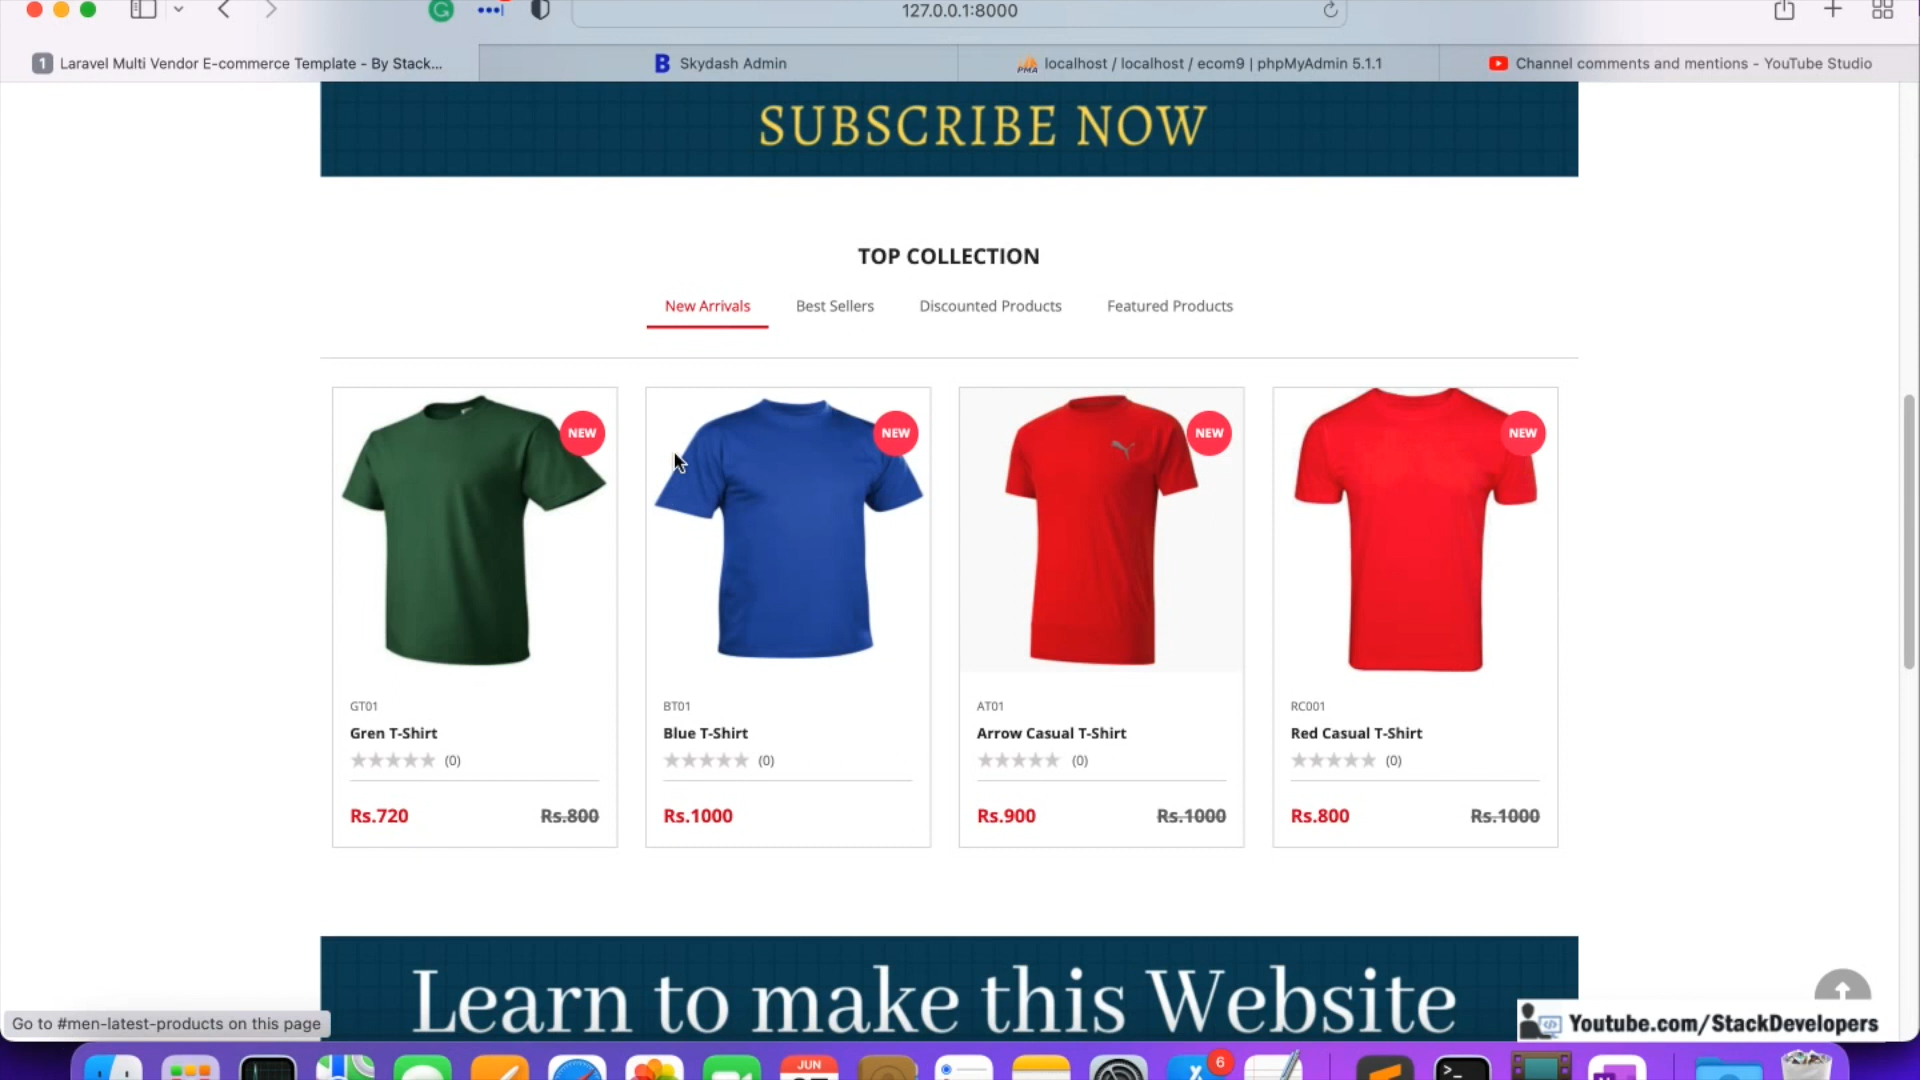 127.0.0.1:8000
1 Laravel Multi Vendor E-commerce Template - By Stack...
B Skydash Admin
PMA localhost / localhost / ecom9 | phpMyAdmin 5.1.1
Channel comments and mentions - YouTube Studio
SUBSCRIBE NOW
TOP COLLECTION
New Arrivals Best Sellers Discounted Products Featured Products
NEW NEW NEW NEW
GT01 BT01 AT01 RC001
Gren T-Shirt Blue T-Shirt Arrow Casual T-Shirt Red Casual T-Shirt
(0) (0) (0) (0)
Rs.720 Rs.800 Rs.1000 Rs.900 Rs.1000 Rs.800 Rs.1000
Learn to make this Website
Go to #men-latest-products on this page
Youtube.com/StackDevelopers
JUN
6